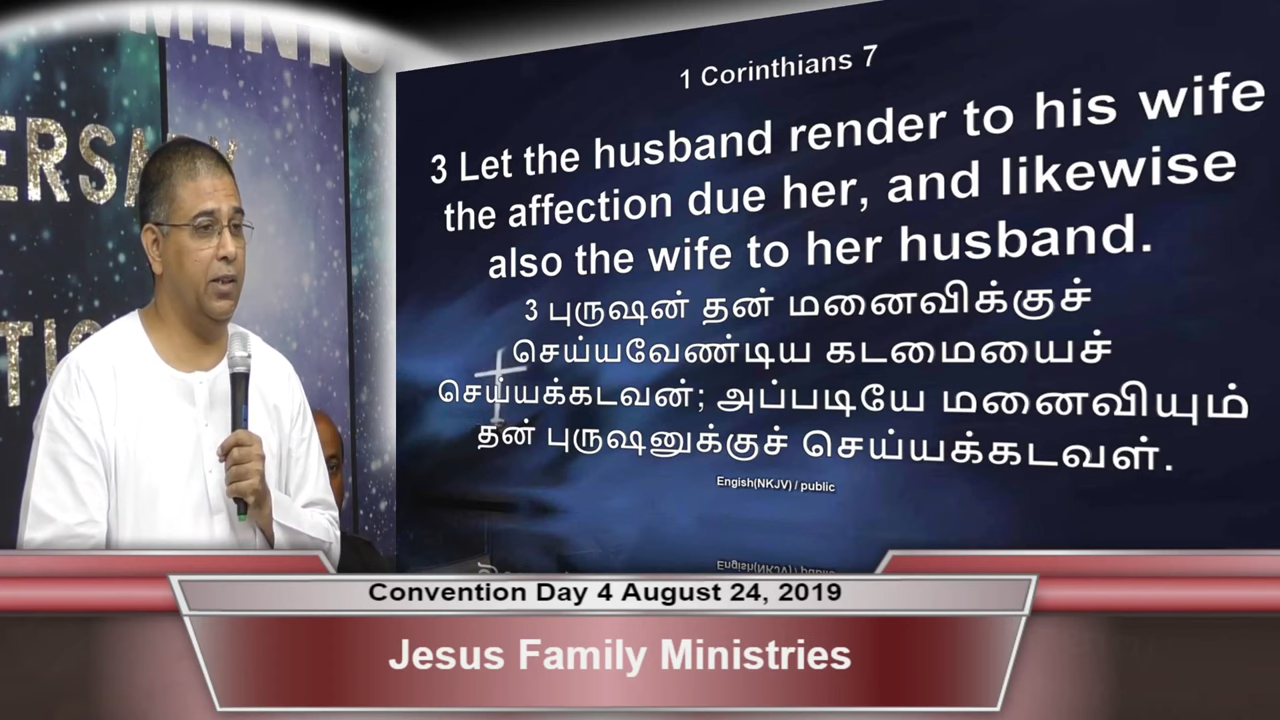 ERSA
TI
1 Corinthians 7
3 Let the husband render to his wife
the affection due her, and likewise
also the wife to her husband.
3 புருஷன் தன் மனைவிக்குச்
செய்யவேண்டிய கடமையைச்
செய்யக்கடவன்; அப்படியே மனைவியும்
தன் புருஷனுக்குச் செய்யக்கடவள்.
Engish(NKJV) / public
Convention Day 4 August 24, 2019
Jesus Family Ministries